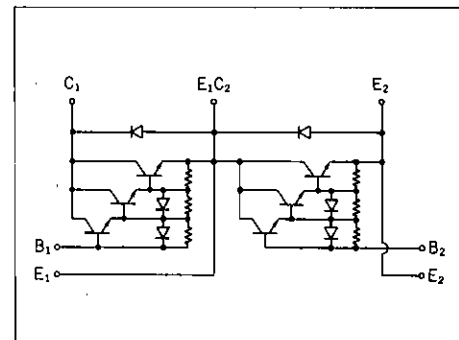 C₁ E₁C₂ E₂
B₁ B₂
E₁ E₂